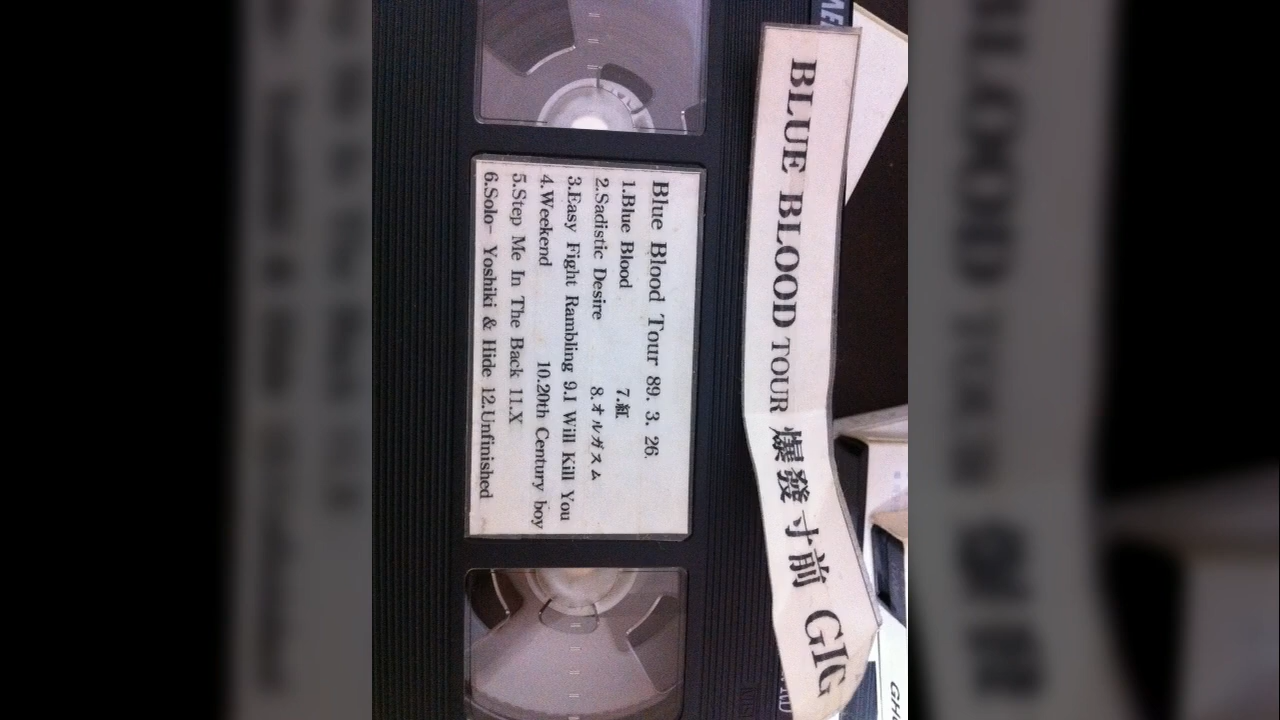 BLUE BLOOD TOUR 爆發寸前 GIG
Blue Blood Tour 89. 3. 26.
1.Blue Blood 7.紅
2.Sadistic Desire 8.オルガスム
3.Easy Fight Rambling 9.I Will Kill You
4.Weekend 10.20th Century boy
5.Step Me In The Back 11.X
6.Solo- Yoshiki & Hide 12.Unfinished